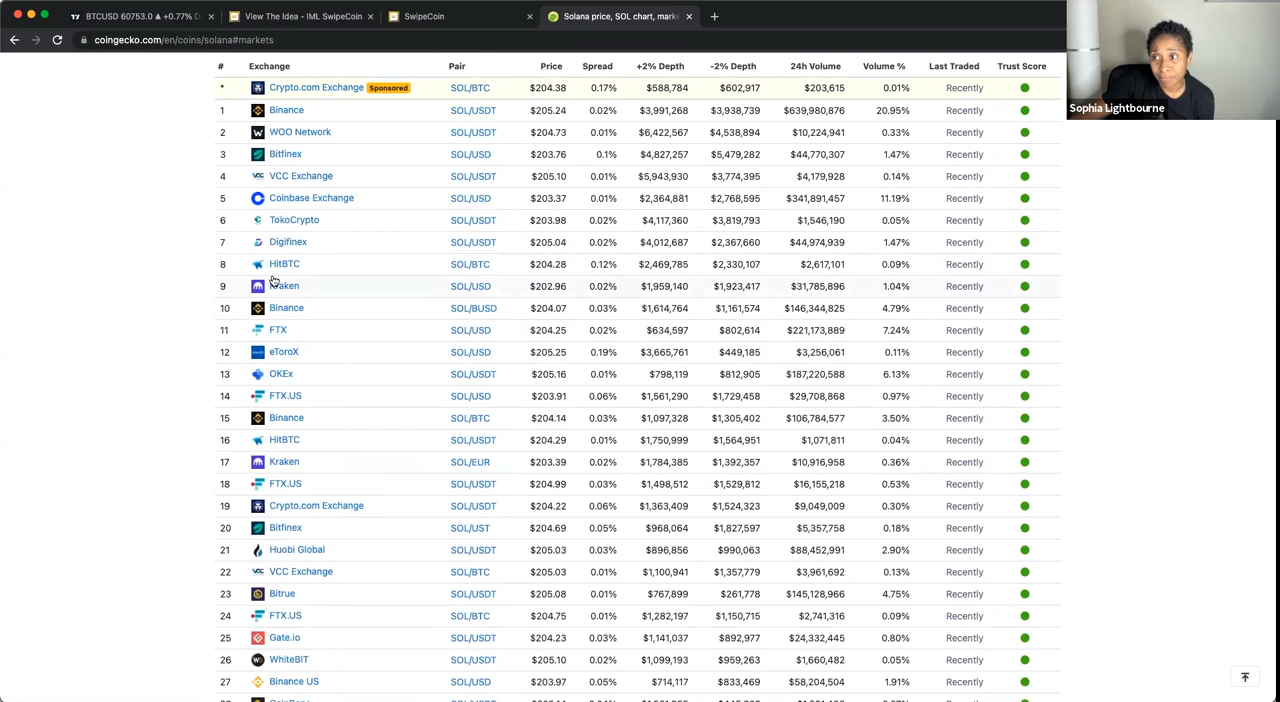 BTCUSD 60753.0 ▲ +0.77%
View The Idea - IML SwipeCoin
SwipeCoin
Solana price, SOL chart, mark
coingecko.com/en/coins/solana#markets
# Exchange Pair Price Spread +2% Depth -2% Depth 24h Volume Volume % Last Traded Trust Score
* Crypto.com Exchange Sponsored SOL/BTC $204.38 0.17% $588,784 $62,917 $203,615 0.01% Recently
1 Binance SOL/USDT $205.24 0.02% $3,191,268 $3,938,739 $639,980,876 20.95% Recently
2 WOO Network SOL/USDT $204.73 0.01% $6,422,567 $4,538,894 $10,224,941 0.33% Recently
3 Bitfinex SOL/USD $203.76 0.1% $4,827,257 $5,479,282 $44,770,307 1.47% Recently
4 VCC Exchange SOL/USDT $205.10 0.01% $5,943,930 $3,774,395 $4,179,928 0.14% Recently
5 Coinbase Exchange SOL/USD $203.37 0.01% $2,364,881 $2,768,595 $341,891,457 11.19% Recently
6 TokoCrypto SOL/USDT $203.98 0.02% $4,117,360 $3,819,793 $1,546,190 0.05% Recently
7 Digifinex SOL/USDT $205.04 0.02% $4,012,687 $2,367,660 $44,974,939 1.47% Recently
8 HitBTC SOL/BTC $204.28 0.12% $2,469,785 $2,330,107 $2,617,101 0.09% Recently
9 Kraken SOL/USD $202.96 0.02% $1,959,140 $1,923,417 $31,785,896 1.04% Recently
10 Binance SOL/BUSD $204.07 0.03% $1,614,764 $1,161,574 $146,344,825 4.79% Recently
11 FTX SOL/USD $204.25 0.02% $634,597 $802,614 $221,173,889 7.24% Recently
12 eToroX SOL/USD $205.25 0.19% $3,665,761 $449,185 $3,256,061 0.11% Recently
13 OKEx SOL/USDT $205.16 0.01% $798,119 $812,905 $187,220,588 6.13% Recently
14 FTX.US SOL/USD $203.91 0.06% $1,561,290 $1,729,458 $29,708,868 0.97% Recently
15 Binance SOL/BTC $204.14 0.03% $1,097,328 $1,305,402 $106,784,577 3.50% Recently
16 HitBTC SOL/USDT $204.29 0.01% $1,750,999 $1,564,951 $1,071,811 0.04% Recently
17 Kraken SOL/EUR $203.39 0.02% $1,784,385 $1,392,357 $10,916,958 0.36% Recently
18 FTX.US SOL/USDT $204.99 0.03% $1,498,512 $1,529,812 $16,155,218 0.53% Recently
19 Crypto.com Exchange SOL/USDT $204.22 0.06% $1,363,409 $1,524,323 $9,049,009 0.30% Recently
20 Bitfinex SOL/UST $204.69 0.05% $968,064 $1,827,597 $5,357,758 0.18% Recently
21 Huobi Global SOL/USDT $205.03 0.03% $896,856 $990,063 $88,452,991 2.90% Recently
22 VCC Exchange SOL/BTC $205.03 0.01% $1,100,941 $1,357,779 $3,961,692 0.13% Recently
23 Bitrue SOL/USDT $205.08 0.01% $767,899 $261,778 $145,128,966 4.75% Recently
24 FTX.US SOL/BTC $204.75 0.01% $1,282,197 $1,150,715 $2,741,316 0.09% Recently
25 Gate.io SOL/USDT $204.23 0.03% $1,141,037 $892,977 $24,332,445 0.80% Recently
26 WhiteBIT SOL/USDT $205.10 0.02% $1,099,193 $959,263 $1,660,482 0.05% Recently
27 Binance US SOL/USD $203.97 0.05% $714,117 $833,469 $58,204,504 1.91% Recently
Sophia Lightbourne